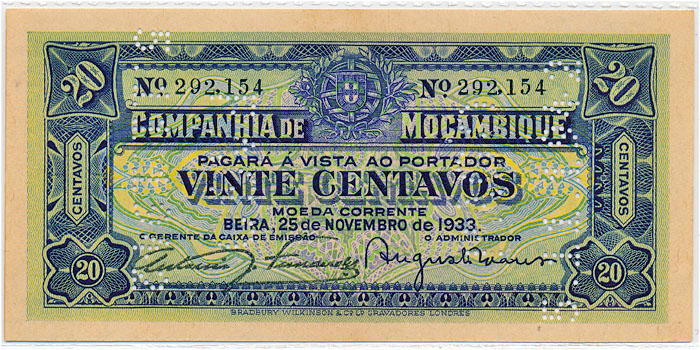 20 20
Nº 292,154 Nº 292,154
COMPANHIA DE MOÇAMBIQUE
PAGARÁ Á VISTA AO PORTADOR
CENTAVOS VINTE CENTAVOS CENTAVOS
MOEDA CORRENTE
BEIRA, 25 de NOVEMBRO de 1933.
O GERENTE DA CAIXA DE EMISSÃO O ADMINISTRADOR
20 20
BRADBURY WILKINSON & Cº Lº GRAVADORES LONDRES